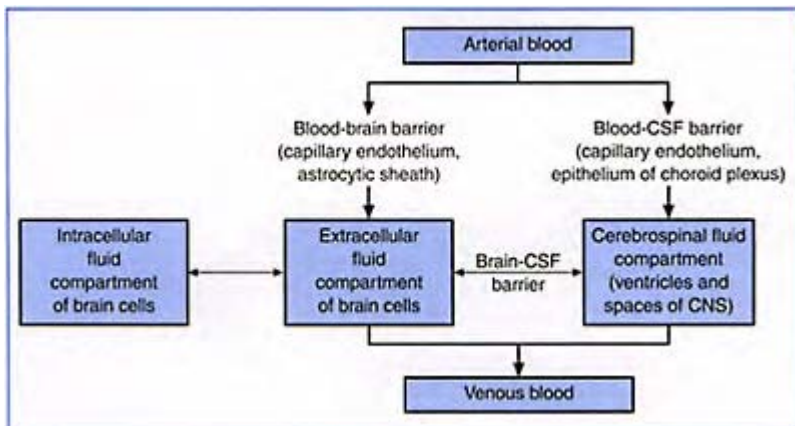 Arterial blood
Blood-brain barrier
(capillary endothelium,
astrocytic sheath)
Blood-CSF barrier
(capillary endothelium,
epithelium of choroid plexus)
Intracellular
fluid
compartment
of brain cells
Extracellular
fluid
compartment
of brain cells
Brain-CSF
barrier
Cerebrospinal fluid
compartment
(ventricles and
spaces of CNS)
Venous blood